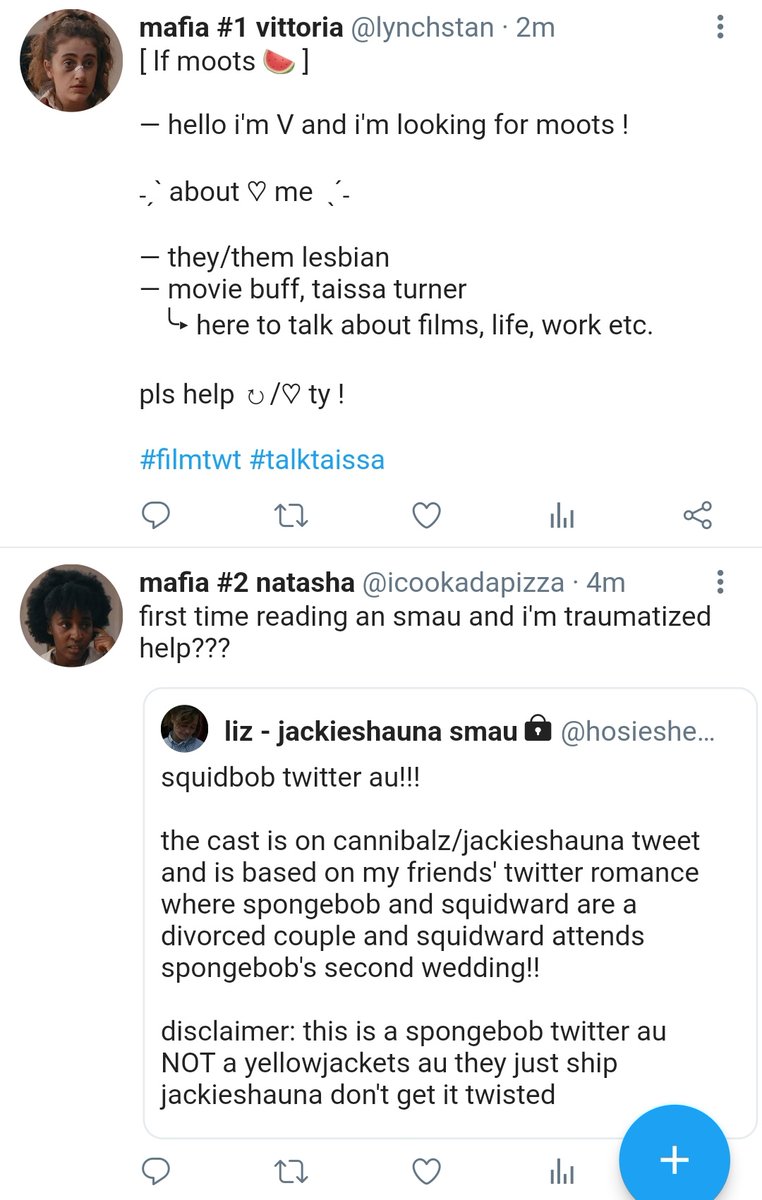 mafia #1 vittoria @lynchstan · 2m
[ lf moots 🍉 ]
— hello i'm V and i'm looking for moots !
-ˏˋ about ♡ me ˎˊ-
— they/them lesbian
— movie buff, taissa turner
╰▸ here to talk about films, life, work etc.
pls help ↻ /♡ ty !
#filmtwt #talktaissa
mafia #2 natasha @icookadapizza · 4m
first time reading an smau and i'm traumatized
help???
liz - jackieshauna smau 🔒 @hosieshe...
squidbob twitter au!!!
the cast is on cannibalz/jackieshauna tweet
and is based on my friends' twitter romance
where spongebob and squidward are a
divorced couple and squidward attends
spongebob's second wedding!!
disclaimer: this is a spongebob twitter au
NOT a yellowjackets au they just ship
jackieshauna don't get it twisted